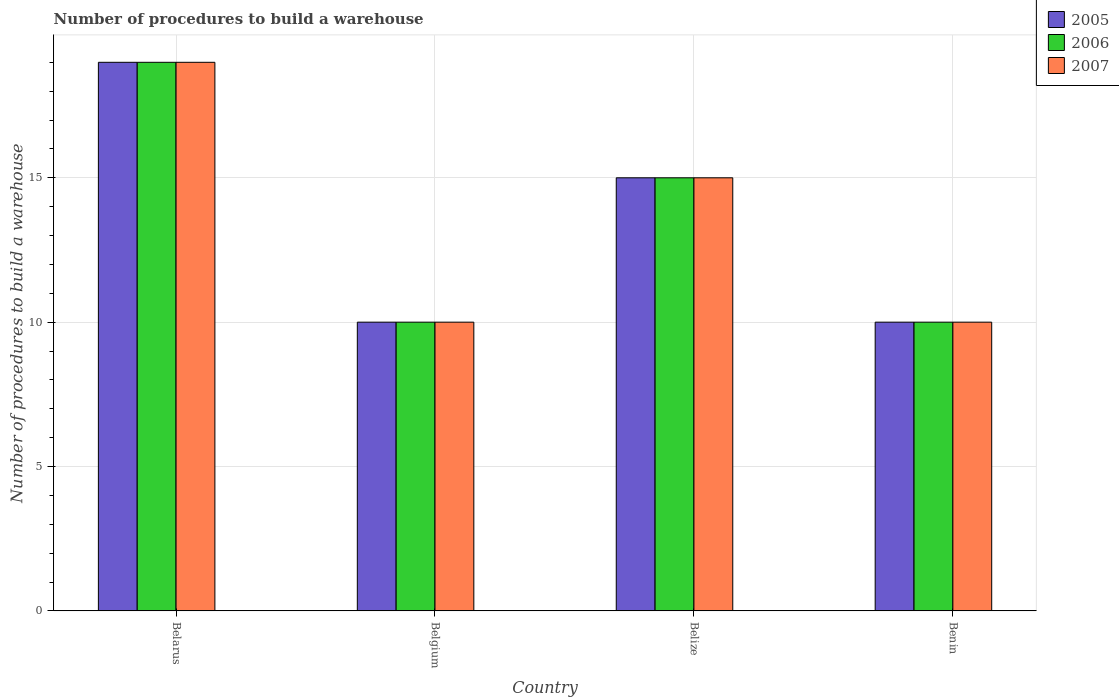 Number of procedures to build a warehouse
2005
2006
2007
Number of procedures to build a warehouse
0
5
10
15
Belarus
Belgium
Belize
Benin
Country